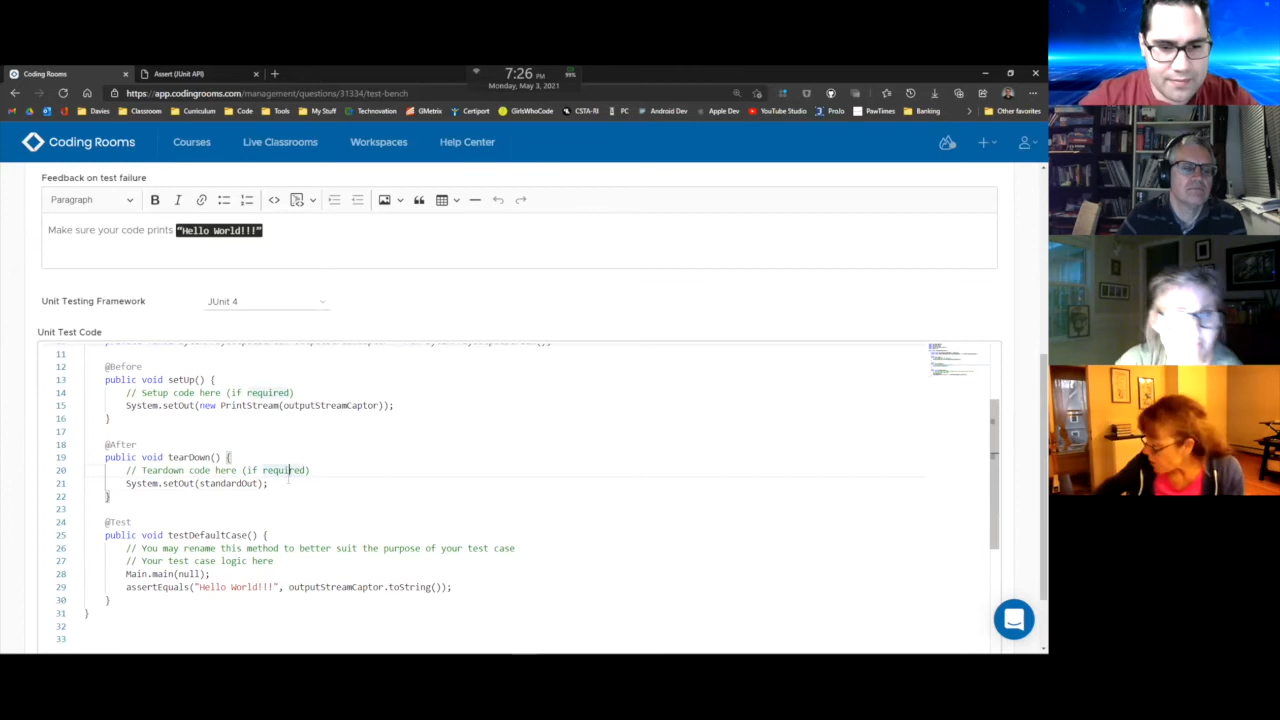 7:26 PM
99%
Monday, May 3, 2021
Coding Rooms
Assert (JUnit API)
https://app.codingrooms.com/management/questions/31334/test-bench
Davies Classroom Curriculum Code Tools My Stuff Technovation GMetrix Certiport GirlsWhoCode CSTA-RI PC Android Dev Apple Dev YouTube Studio ProJo PawTimes Banking Other favorites
Coding Rooms Courses Live Classrooms Workspaces Help Center
Feedback on test failure
Paragraph
Make sure your code prints “Hello World!!!”
Unit Testing Framework JUnit 4
Unit Test Code
11
12 @Before
13 public void setUp() {
14 // Setup code here (if required)
15 System.setOut(new PrintStream(outputStreamCaptor));
16 }
17
18 @After
19 public void tearDown() {
20 // Teardown code here (if required)
21 System.setOut(standardOut);
22 }
23
24 @Test
25 public void testDefaultCase() {
26 // You may rename this method to better suit the purpose of your test case
27 // Your test case logic here
28 Main.main(null);
29 assertEquals("Hello World!!!", outputStreamCaptor.toString());
30 }
31 }
32
33